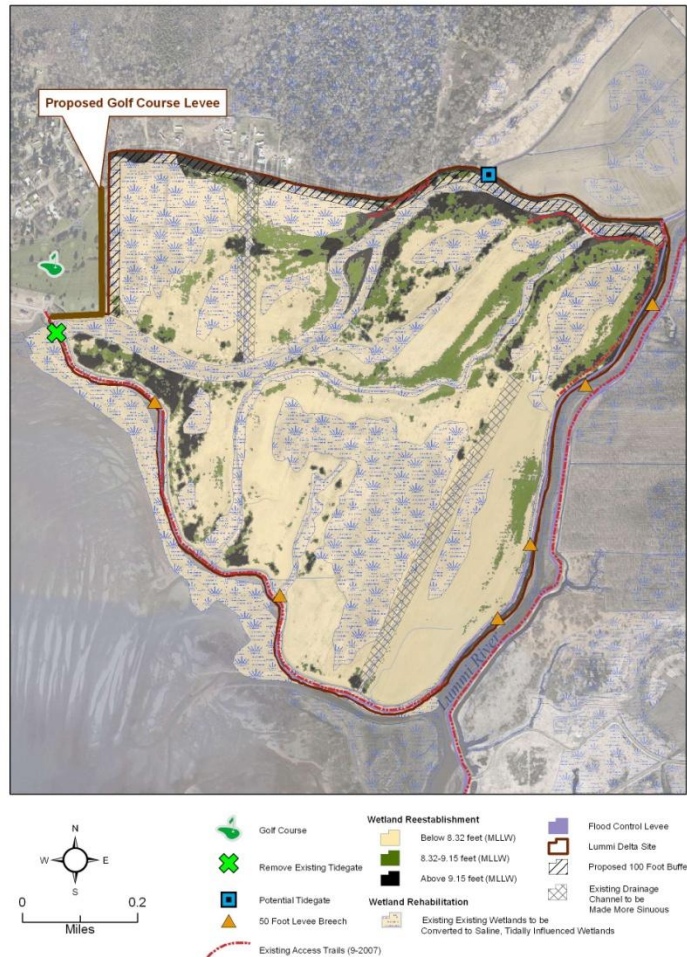 Proposed Golf Course Levee
Lummi River
N
W
E
S
0
0.2
Miles
Golf Course
Remove Existing Tidegate
Potential Tidegate
50 Foot Levee Breech
Existing Access Trails (9-2007)
Wetland Reestablishment
Below 8.32 feet (MLLW)
8.32-9.15 feet (MLLW)
Above 9.15 feet (MLLW)
Wetland Rehabilitation
Existing Existing Wetlands to be
Converted to Saline, Tidally Influenced Wetlands
Flood Control Levee
Lummi Delta Site
Proposed 100 Foot Buffe
Existing Drainage
Channel to be
Made More Sinuous